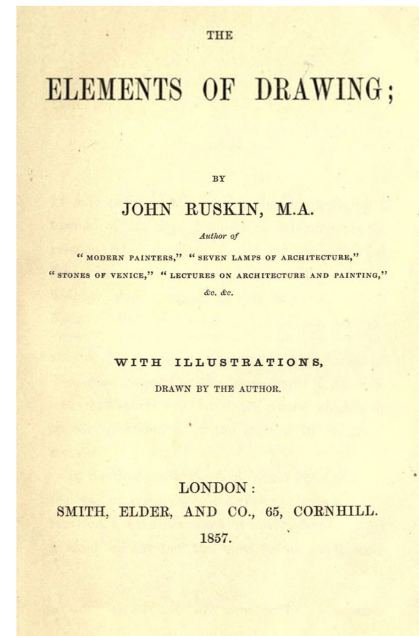 THE
ELEMENTS OF DRAWING;
BY
JOHN RUSKIN, M.A.
Author of
“ MODERN PAINTERS,” “ SEVEN LAMPS OF ARCHITECTURE,”
“ STONES OF VENICE,” “ LECTURES ON ARCHITECTURE AND PAINTING,”
&c. &c.
WITH ILLUSTRATIONS,
DRAWN BY THE AUTHOR.
LONDON:
SMITH, ELDER, AND CO., 65, CORNHILL.
1857.